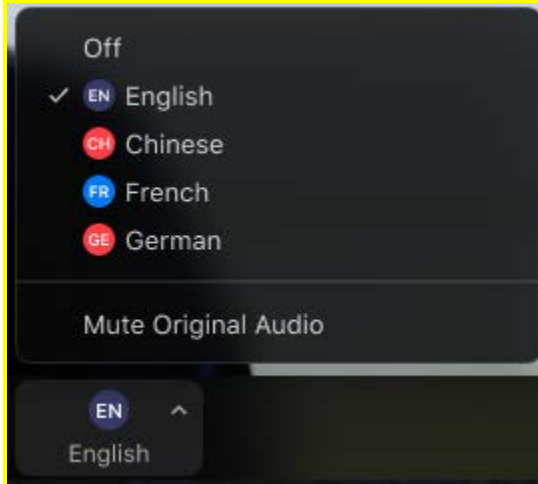 Off
EN English
CH Chinese
FR French
GE German
Mute Original Audio
EN
English